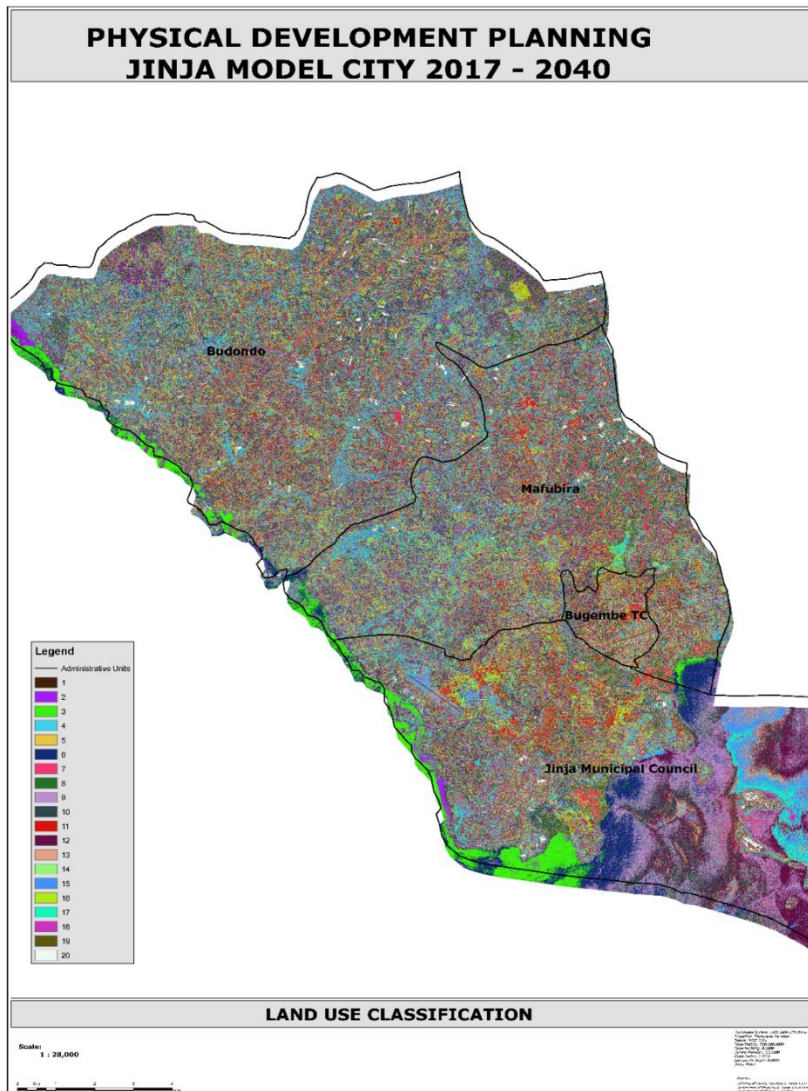 PHYSICAL DEVELOPMENT PLANNING
JINJA MODEL CITY 2017 - 2040
Budondo
Mafubira
Bugembe TC
Jinja Municipal Council
Legend
Administrative Units
1
2
3
4
5
6
7
8
9
10
11
12
13
14
15
16
17
18
19
20
LAND USE CLASSIFICATION
Scale:
1 : 28,000